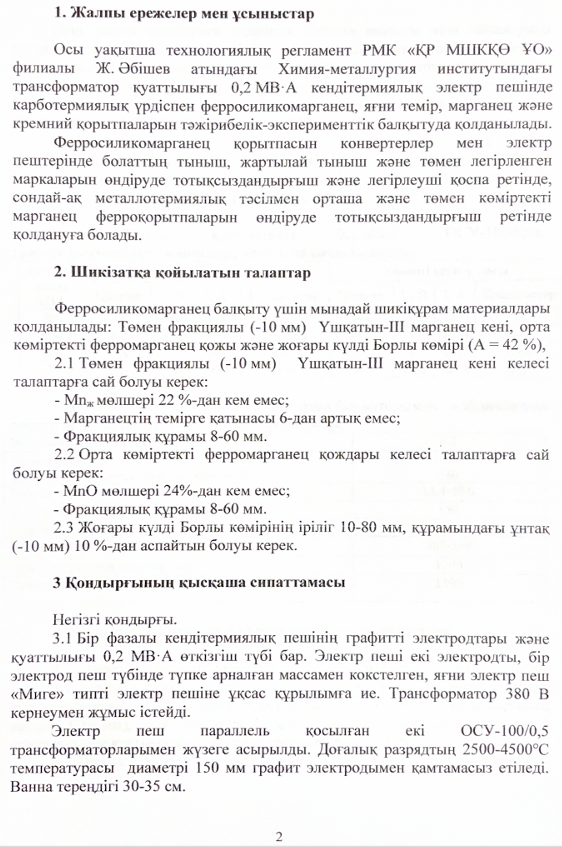 1. Жалпы ережелер мен ұсыныстар
Осы уақытша технологиялық регламент РМК «ҚР МШКҚӨ ҰО»
филиалы Ж. Әбішев атындағы Химия-металлургия институтындағы
трансформатор қуаттылығы 0,2 МВ·А кендітермиялық электр пешінде
карботермиялық үрдіспен ферросиликомарганец, яғни темір, марганец және
кремний қорытпаларын тәжірибелік-эксперименттік балқытуда қолданылады.
Ферросиликомарганец қорытпасын конвертерлер мен электр
пештерінде болаттың тыныш, жартылай тыныш және төмен легірленген
маркаларын өндіруде тотықсыздандырғыш және легірлеуші қоспа ретінде,
сондай-ақ металлотермиялық тәсілмен орташа және төмен көміртекті
марганец ферроқорытпаларын өндіруде тотықсыздандырғыш ретінде
қолдануға болады.
2. Шикізатқа қойылатын талаптар
Ферросиликомарганец балқыту үшін мынадай шикіқұрам материалдары
қолданылады: Төмен фракциялы (-10 мм) Үшқатын-III марганец кені, орта
көміртекті ферромарганец қожы және жоғары күлді Борлы көмірі (А = 42 %),
2.1 Төмен фракциялы (-10 мм) Үшқатын-III марганец кені келесі
талаптарға сай болуы керек:
- Mnж мөлшері 22 %-дан кем емес;
- Марганецтің темірге қатынасы 6-дан артық емес;
- Фракциялық құрамы 8-60 мм.
2.2 Орта көміртекті ферромарганец қождары келесі талаптарға сай
болуы керек:
- MnO мөлшері 24%-дан кем емес;
- Фракциялық құрамы 8-60 мм.
2.3 Жоғары күлді Борлы көмірінің ірілігі 10-80 мм, құрамындағы ұнтақ
(-10 мм) 10 %-дан аспайтын болуы керек.
3 Қондырғының қысқаша сипаттамасы
Негізгі қондырғы.
3.1 Бір фазалы кендітермиялық пешінің графитті электродтары және
қуаттылығы 0,2 МВ·А өткізгіш түбі бар. Электр пеші екі электродты, бір
электрод пеш түбінде түпке арналған массамен кокстелген, яғни электр пеш
«Миге» типті электр пешіне ұқсас құрылымға ие. Трансформатор 380 В
кернеумен жұмыс істейді.
Электр пеш параллель қосылған екі ОСУ-100/0,5
трансформаторларымен жүзеге асырылды. Доғалық разрядтың 2500-4500°С
температурасы диаметрі 150 мм графит электродымен қамтамасыз етіледі.
Ванна тереңдігі 30-35 см.
2